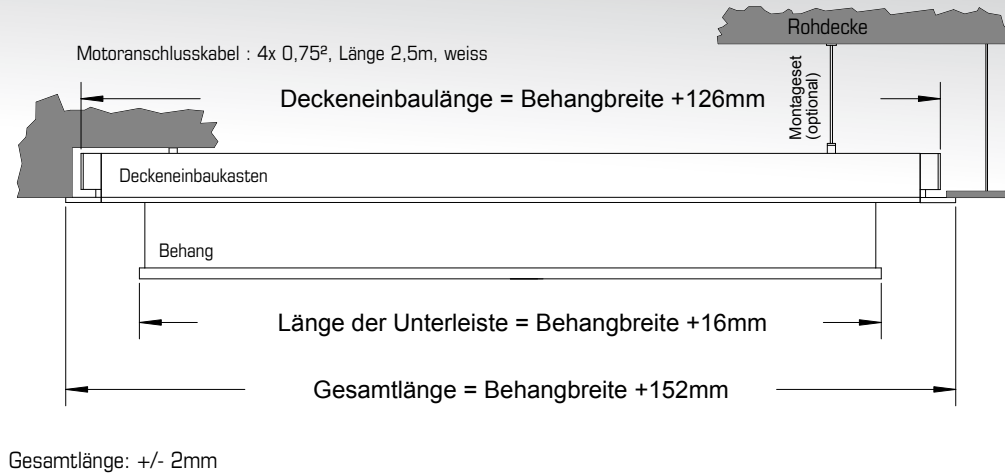 Rohdecke
Motoranschlusskabel : 4x 0,75², Länge 2,5m, weiss
Montageset
(optional)
Deckeneinbaulänge = Behangbreite +126mm
Deckeneinbaukasten
Behang
Länge der Unterleiste = Behangbreite +16mm
Gesamtlänge = Behangbreite +152mm
Gesamtlänge: +/- 2mm